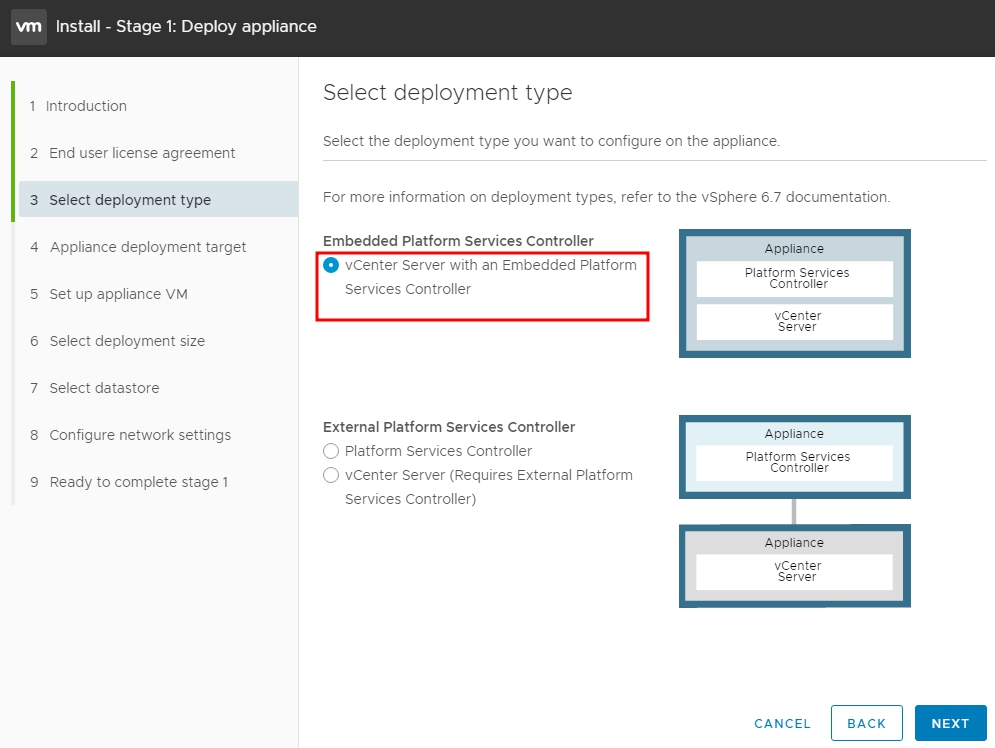 vm Install - Stage 1: Deploy appliance
1 Introduction
2 End user license agreement
3 Select deployment type
4 Appliance deployment target
5 Set up appliance VM
6 Select deployment size
7 Select datastore
8 Configure network settings
9 Ready to complete stage 1
Select deployment type
Select the deployment type you want to configure on the appliance.
For more information on deployment types, refer to the vSphere 6.7 documentation.
Embedded Platform Services Controller
vCenter Server with an Embedded Platform
Services Controller
Appliance
Platform Services
Controller
vCenter
Server
External Platform Services Controller
Platform Services Controller
vCenter Server (Requires External Platform
Services Controller)
Appliance
Platform Services
Controller
Appliance
vCenter
Server
CANCEL BACK NEXT